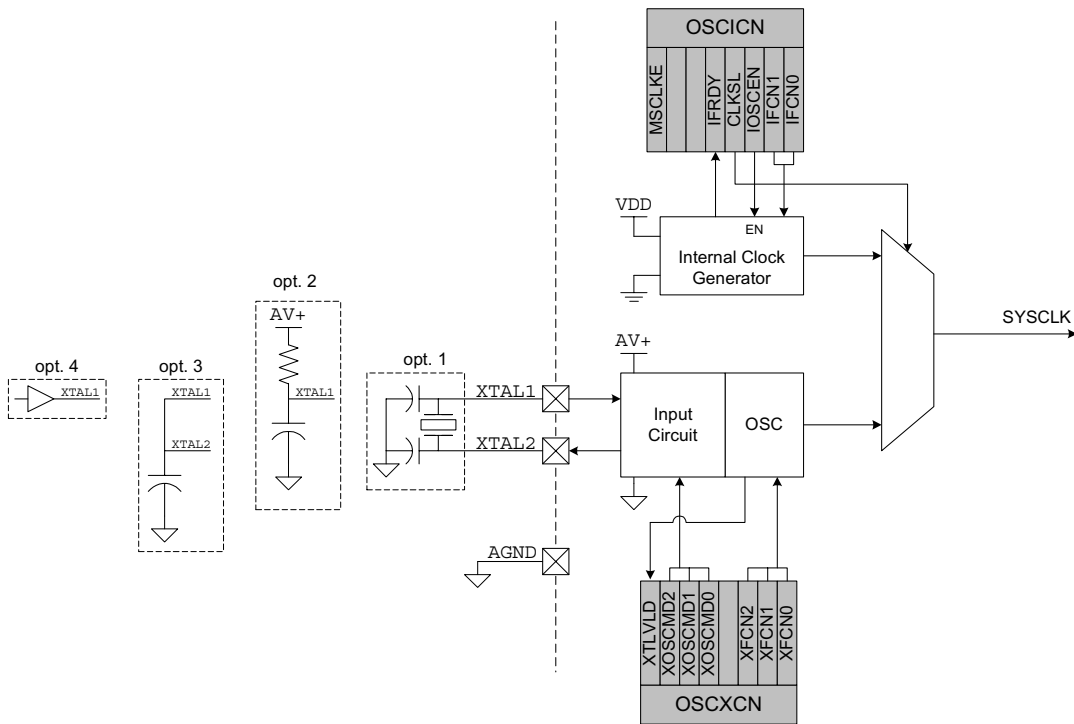 OSCICN
MSCLKE
IFRDY
CLKSL
IOSCEN
IFCN1
IFCN0
VDD
EN
Internal Clock
Generator
opt. 2
AV+
XTAL1
SYSCLK
opt. 4
XTAL1
opt. 3
XTAL1
XTAL2
opt. 1
XTAL1
XTAL2
AV+
Input
Circuit
OSC
AGND
XTLVLD
XOSCMD2
XOSCMD1
XOSCMD0
XFCN2
XFCN1
XFCN0
OSCXCN